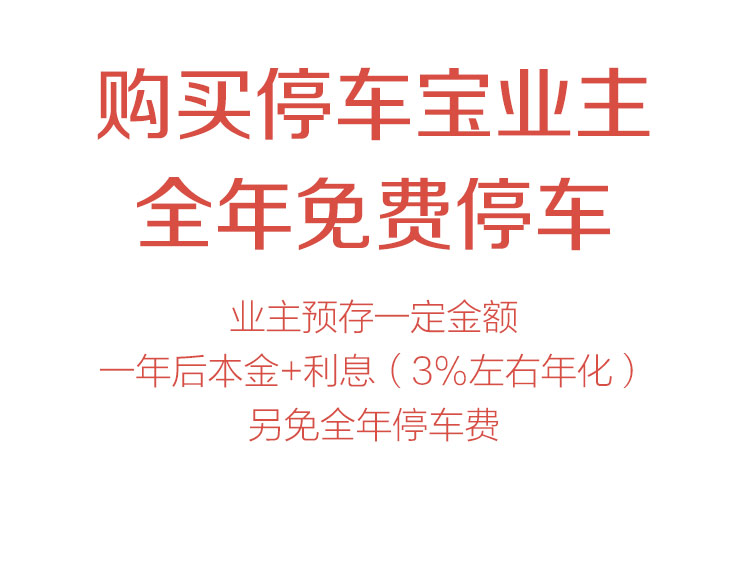 购买停车宝业主
全年免费停车
业主预存一定金额
一年后本金+利息（3%左右年化）
另免全年停车费